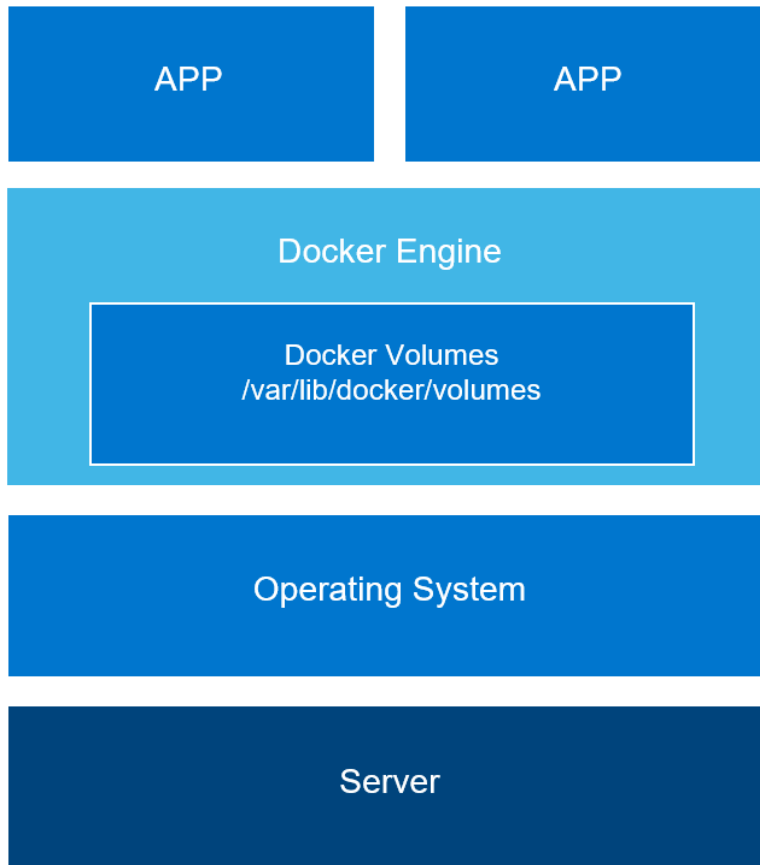 APP
APP
Docker Engine
Docker Volumes
/var/lib/docker/volumes
Operating System
Server